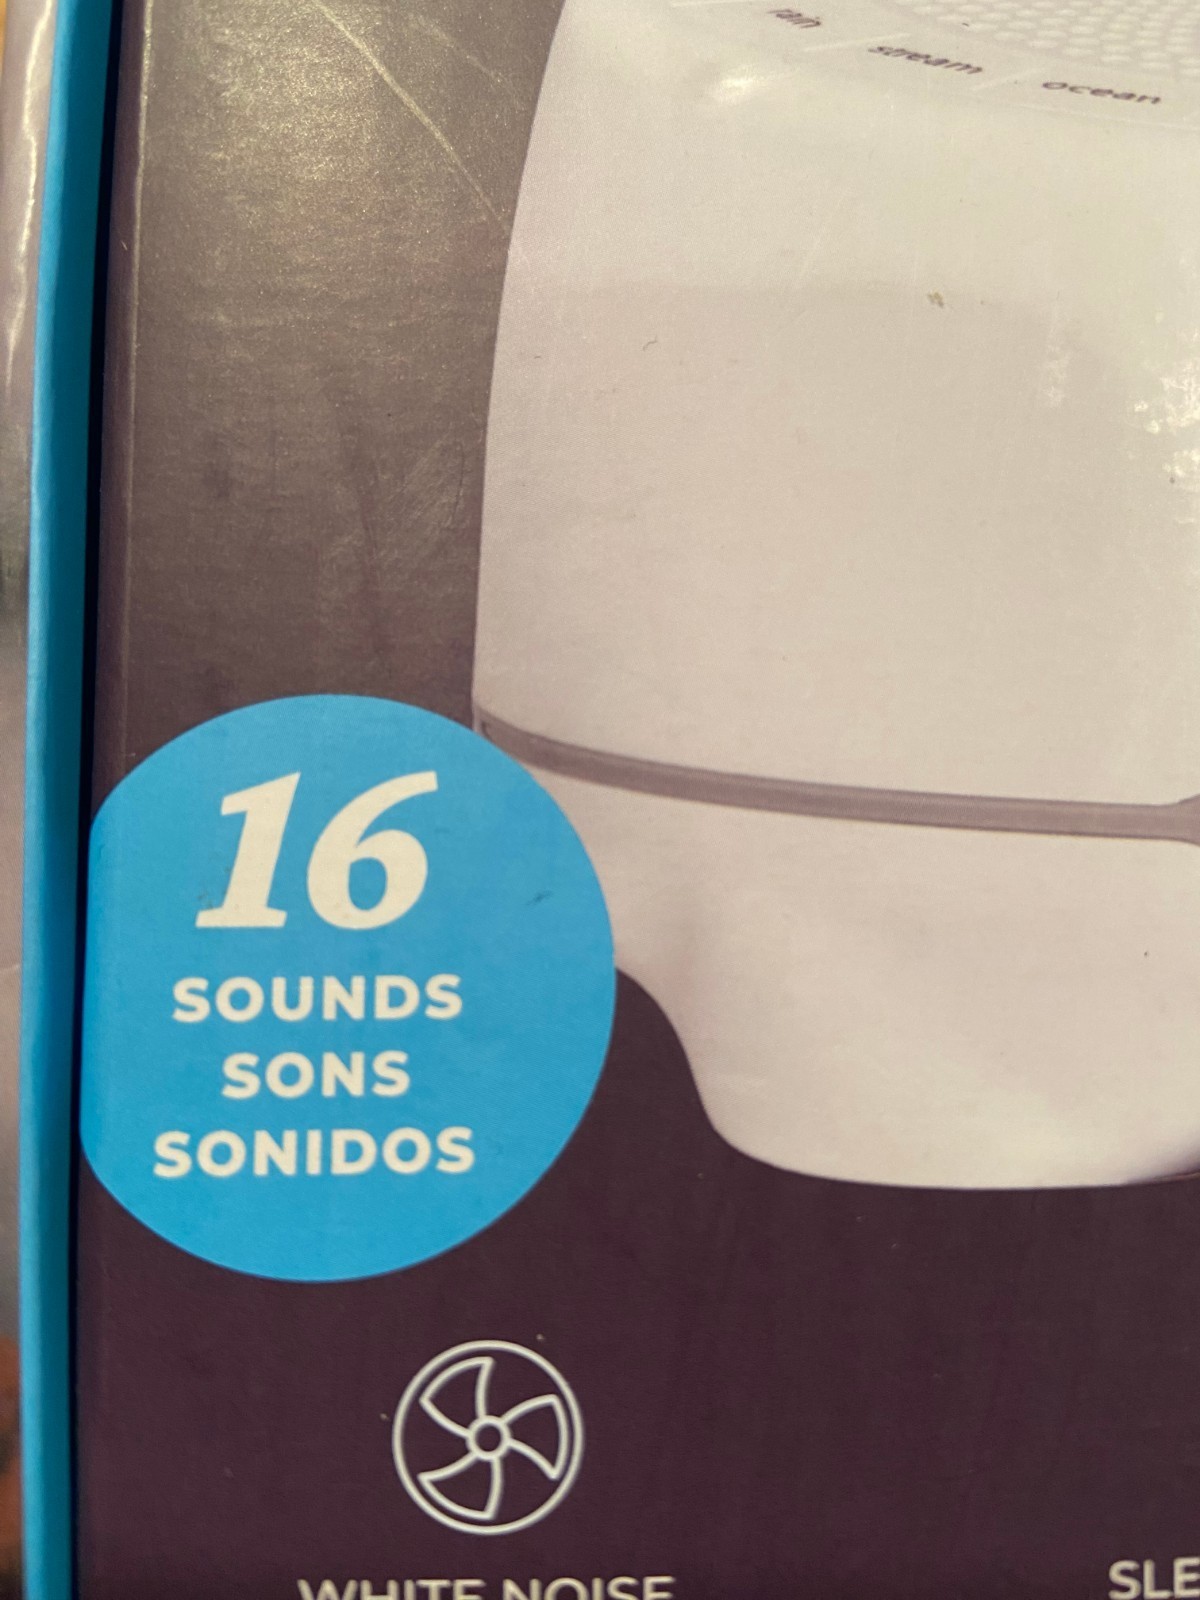 rain
stream
ocean
16
SOUNDS
SONS
SONIDOS
WHITE NOISE